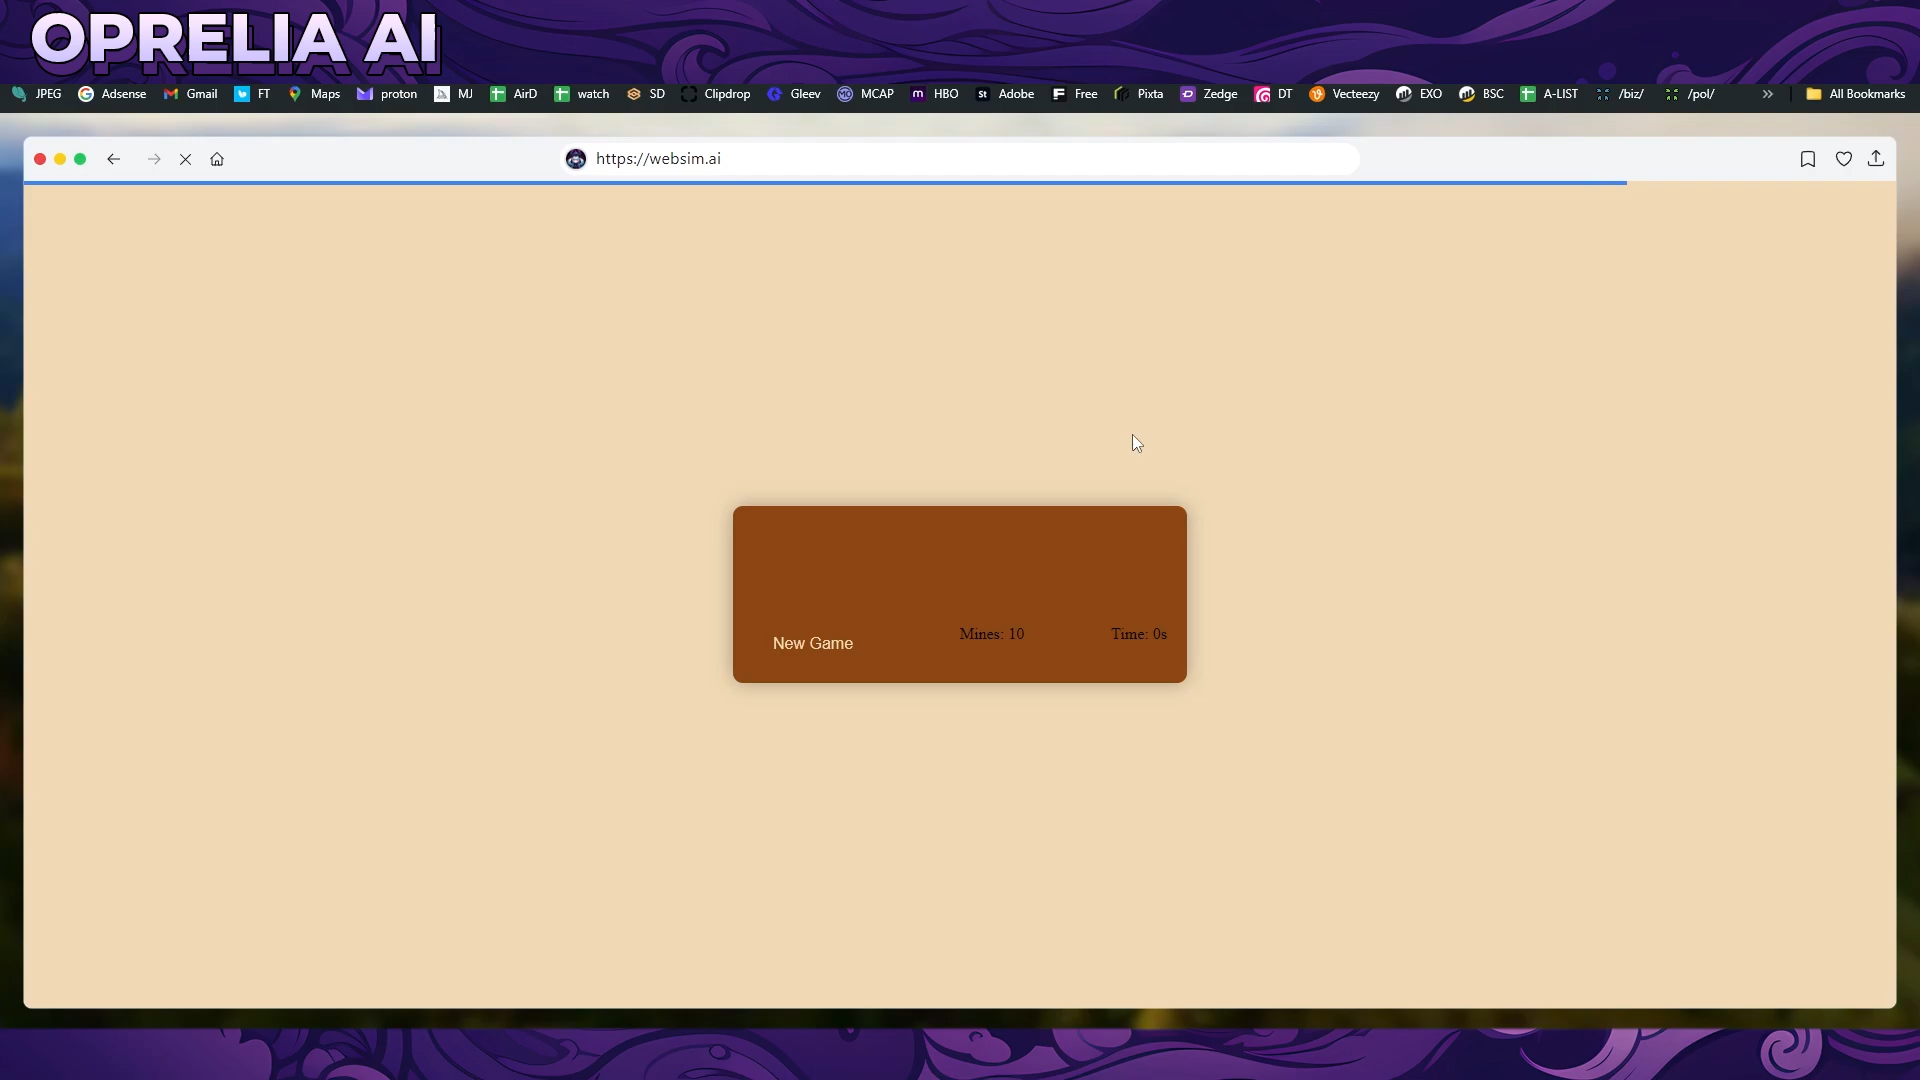 OPRELIA AI
JPEG Adsense Gmail FT Maps proton MJ AirD watch SD Clipdrop Gleev MCAP HBO Adobe Free Pixta Zedge DT Vecteezy EXO BSC A-LIST /biz/ /pol/ » All Bookmarks
https://websim.ai
New Game Mines: 10 Time: 0s